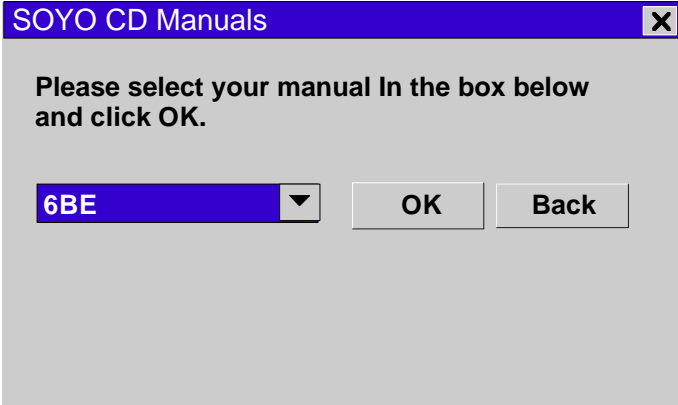 SOYO CD Manuals
Please select your manual In the box below
and click OK.
6BE
OK
Back